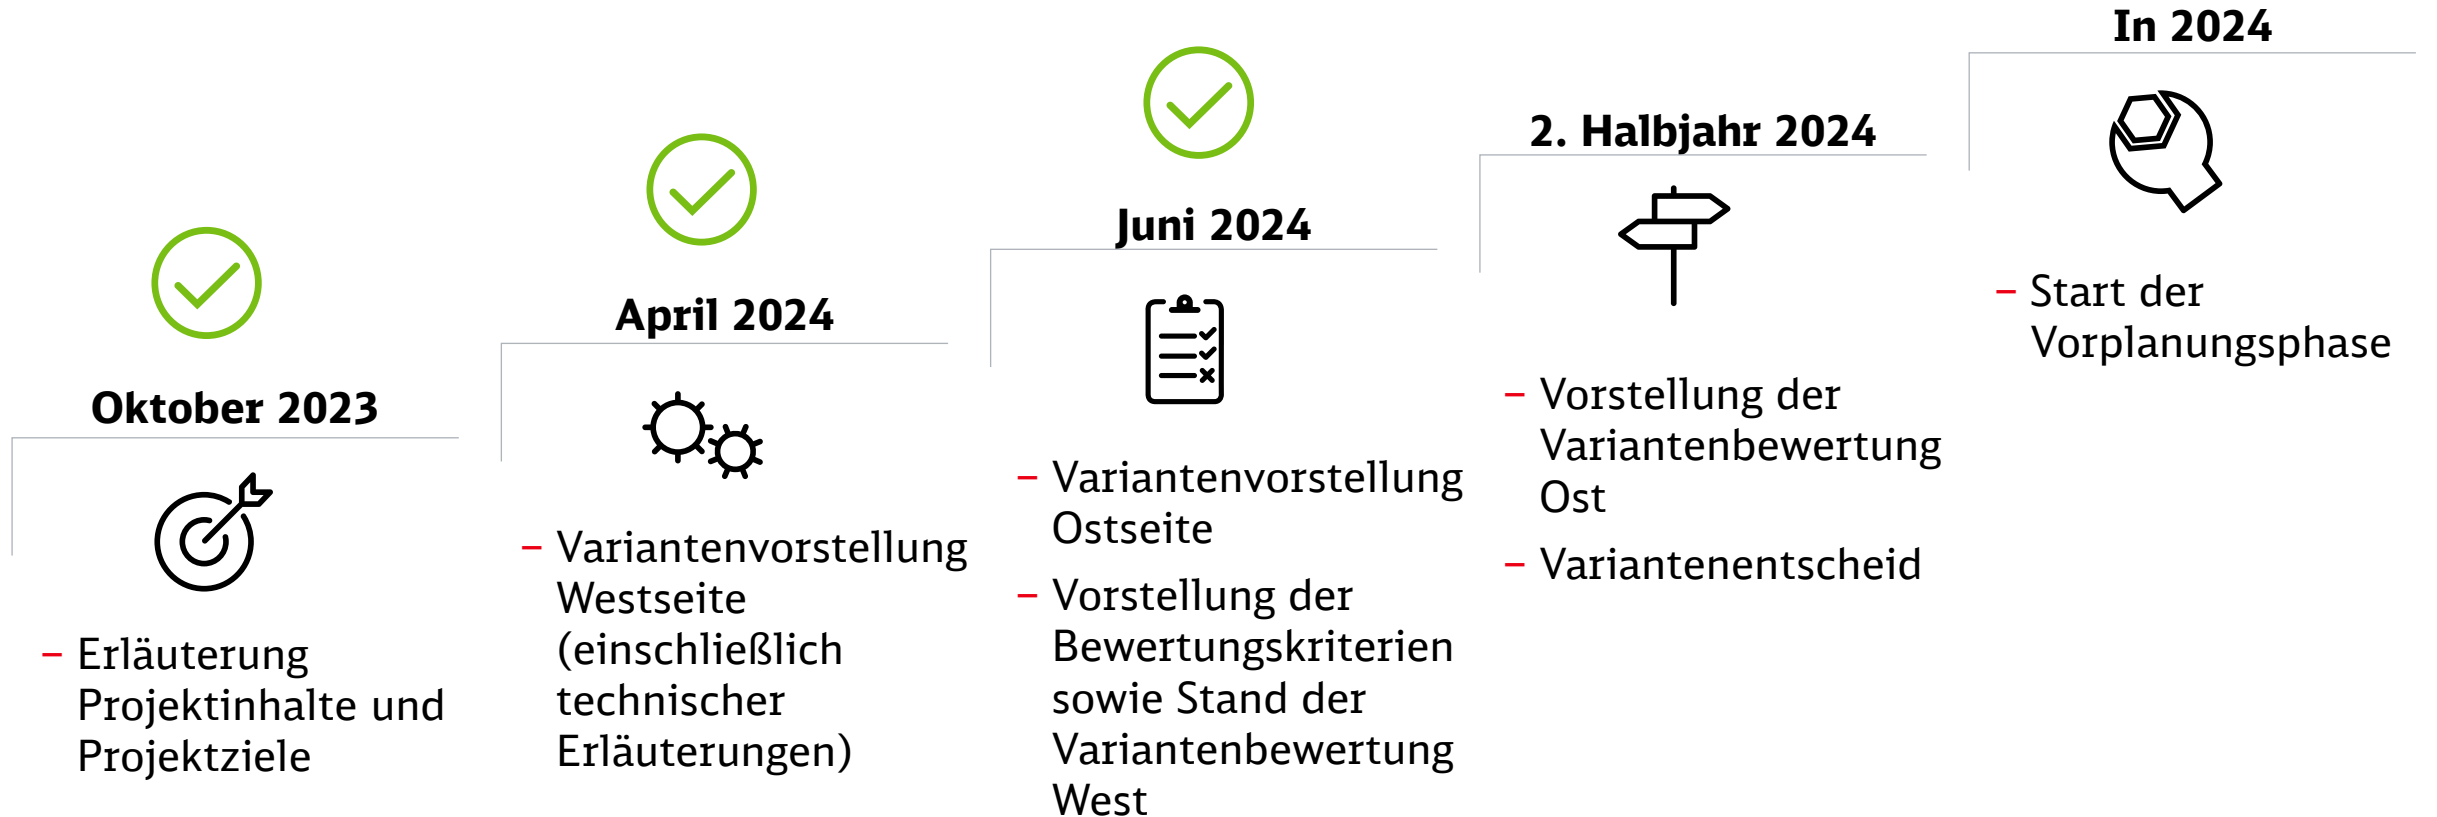 Oktober 2023
– Erläuterung
Projektinhalte und
Projektziele
April 2024
– Variantenvorstellung
Westseite
(einschließlich
technischer
Erläuterungen)
Juni 2024
– Variantenvorstellung
Ostseite
– Vorstellung der
Bewertungskriterien
sowie Stand der
Variantenbewertung
West
2. Halbjahr 2024
– Vorstellung der
Variantenbewertung
Ost
– Variantenentscheid
In 2024
– Start der
Vorplanungsphase